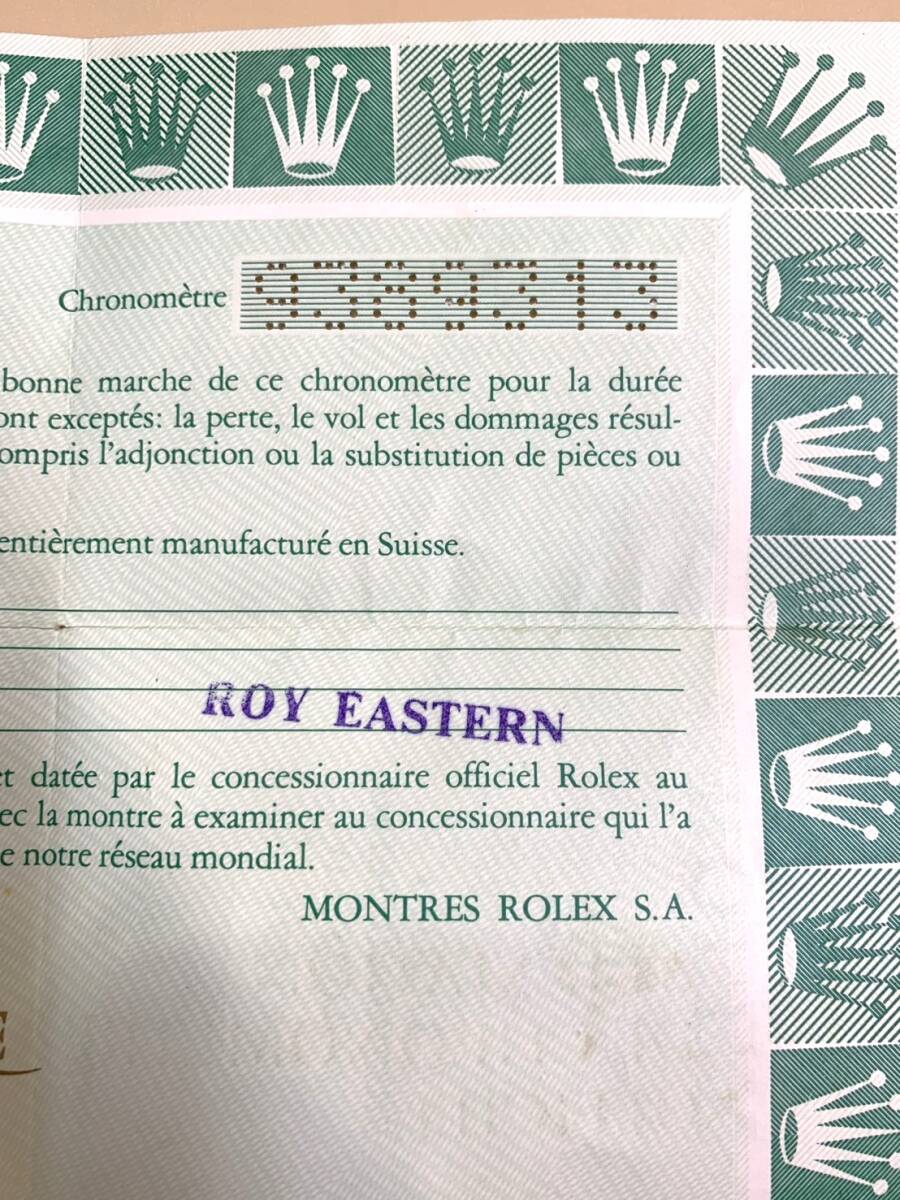 Chronomètre 9389313
bonne marche de ce chronomètre pour la durée
ont exceptés: la perte, le vol et les dommages résul-
ompris l'adjonction ou la substitution de pièces ou
entièrement manufacturé en Suisse.
ROY EASTERN
et datée par le concessionnaire officiel Rolex au
ec la montre à examiner au concessionnaire qui l'a
e notre réseau mondial.
MONTRES ROLEX S.A.
E